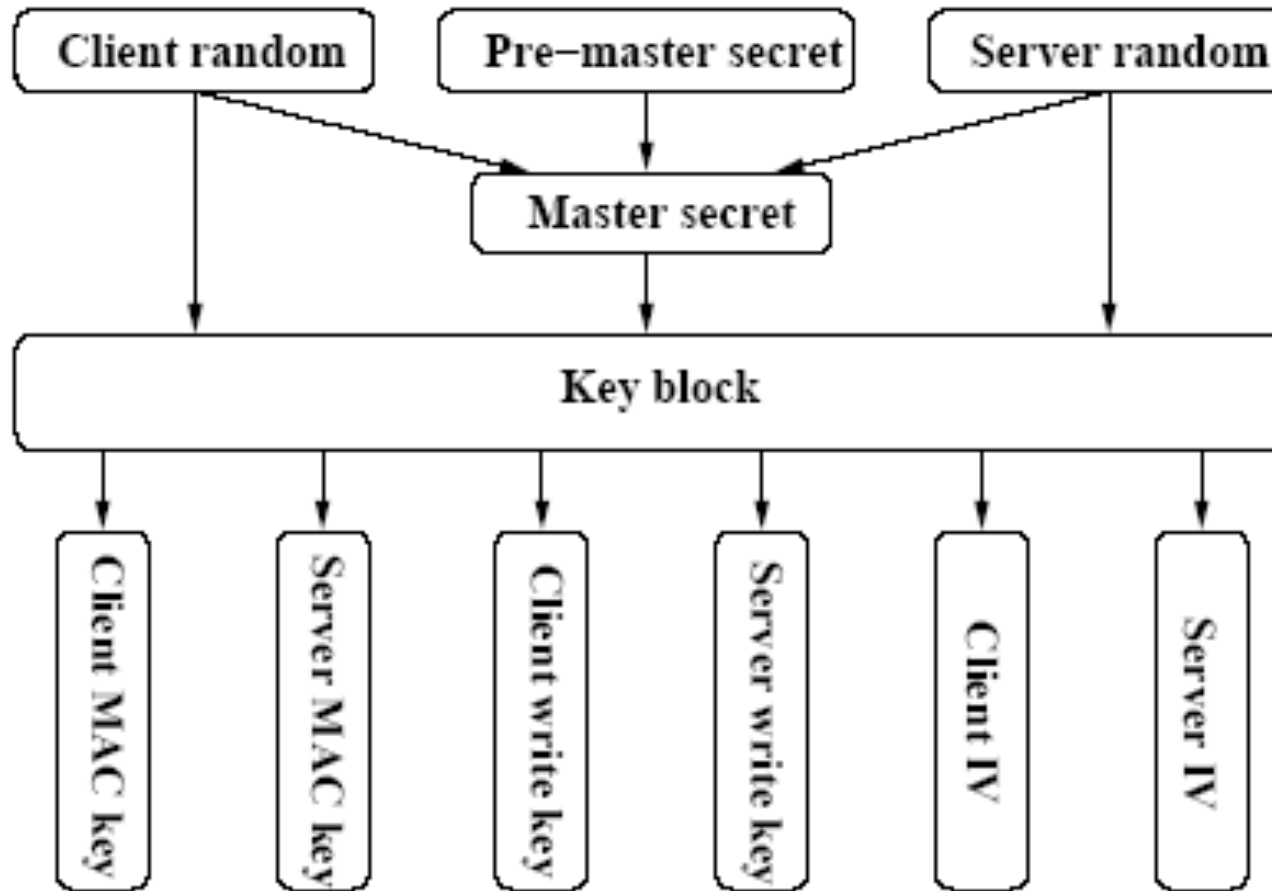 Client random
Pre-master secret
Server random
Master secret
Key block
Client MAC key
Server MAC key
Client write key
Server write key
Client IV
Server IV